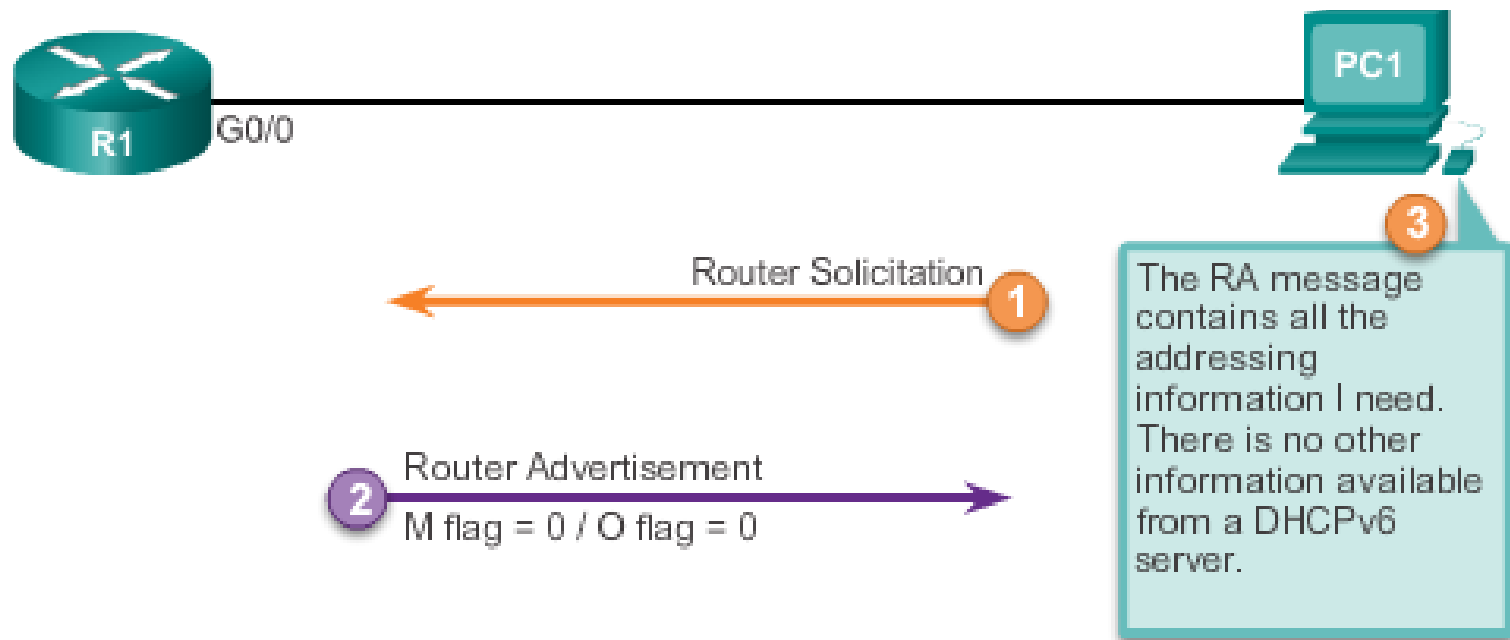 R1
G0/0
PC1
Router Solicitation
1
2
Router Advertisement
M flag = 0 / O flag = 0
3
The RA message
contains all the
addressing
information I need.
There is no other
information available
from a DHCPv6
server.